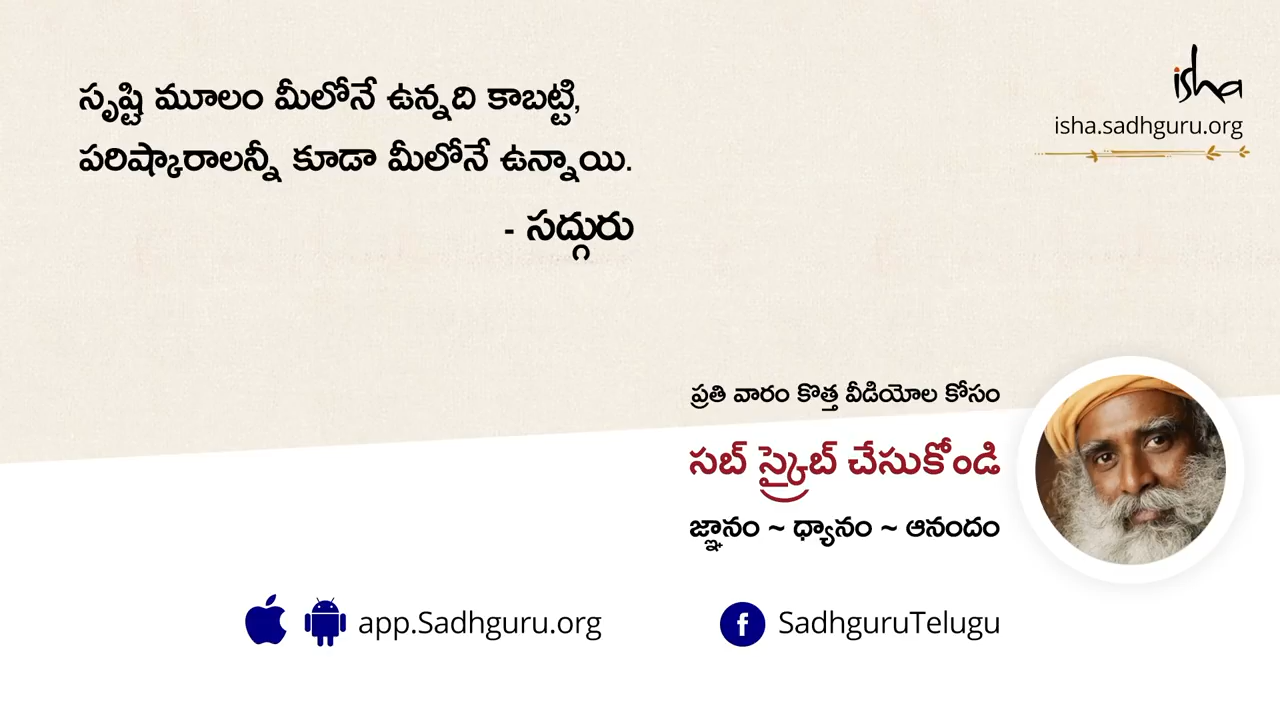 సృష్టి మూలం మీలోనే ఉన్నది కాబట్టి,
పరిష్కారాలన్నీ కూడా మీలోనే ఉన్నాయి.
- సద్గురు
isha
isha.sadhguru.org
ప్రతి వారం కొత్త వీడియోల కోసం
సబ్ స్క్రైబ్ చేసుకోండి
జ్ఞానం ~ ధ్యానం ~ ఆనందం
app.Sadhguru.org
SadhguruTelugu